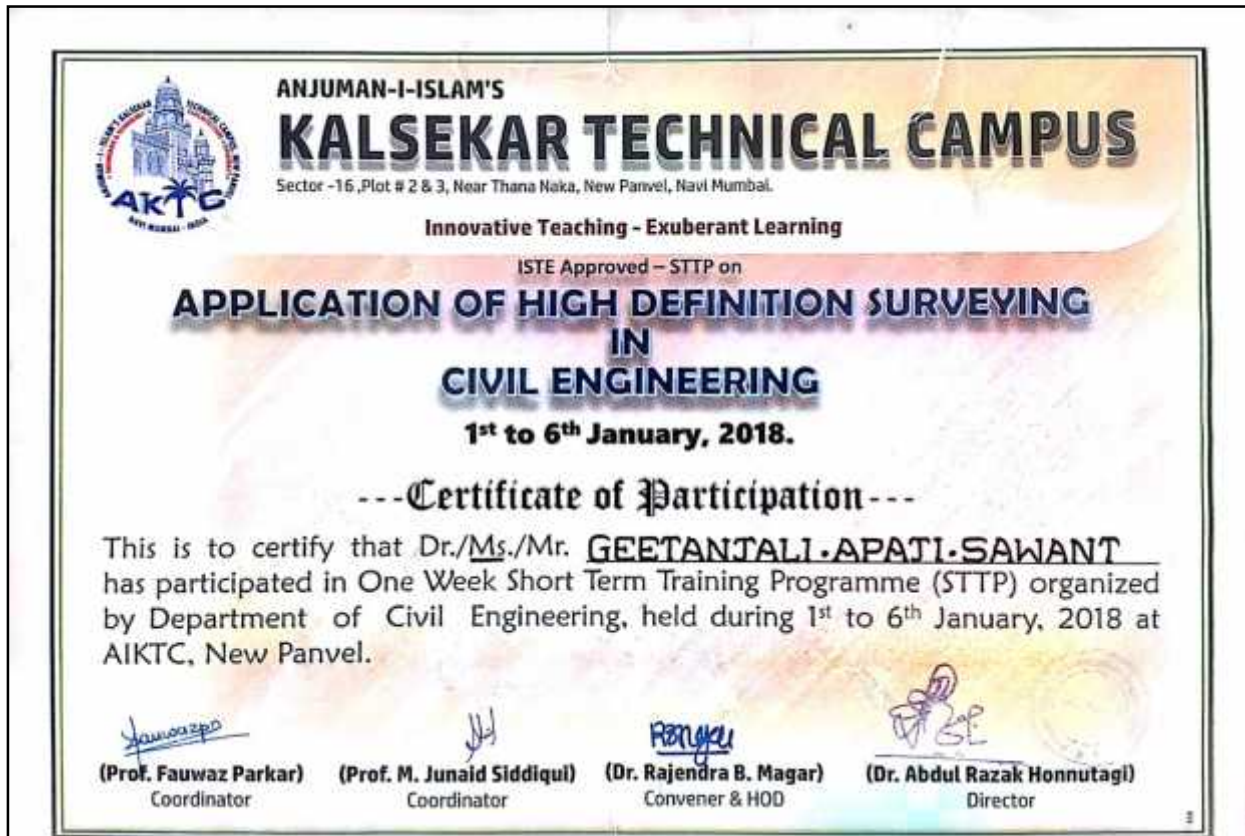 ANJUMAN-I-ISLAM'S
KALSEKAR TECHNICAL CAMPUS
Sector -16 ,Plot # 2 & 3, Near Thana Naka, New Panvel, Navi Mumbai.
AKTC
NAVI MUMBAI - INDIA
Innovative Teaching - Exuberant Learning
ISTE Approved – STTP on
APPLICATION OF HIGH DEFINITION SURVEYING
IN
CIVIL ENGINEERING
1st to 6th January, 2018.
---Certificate of Participation---
This is to certify that Dr./Ms./Mr. GEETANJALI.APATI.SAWANT
has participated in One Week Short Term Training Programme (STTP) organized
by Department of Civil Engineering, held during 1st to 6th January, 2018 at
AIKTC, New Panvel.
(Prof. Fauwaz Parkar) (Prof. M. Junaid Siddiqui) (Dr. Rajendra B. Magar) (Dr. Abdul Razak Honnutagi)
Coordinator Coordinator Convener & HOD Director